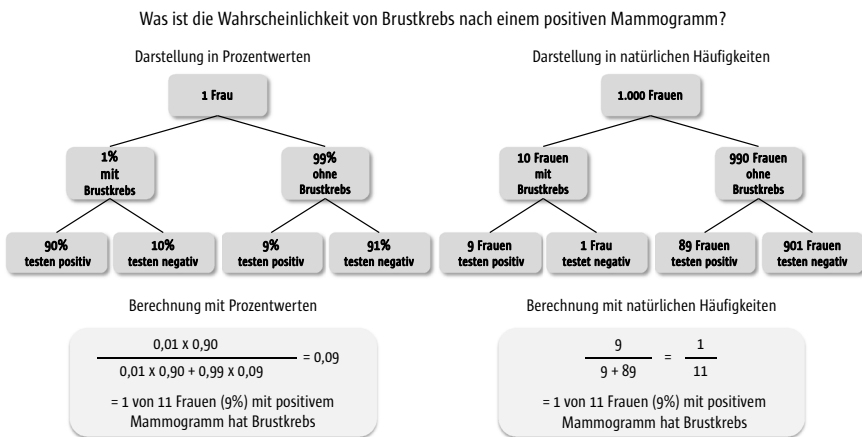 Was ist die Wahrscheinlichkeit von Brustkrebs nach einem positiven Mammogramm?
Darstellung in Prozentwerten
1 Frau
1%
mit
Brustkrebs
99%
ohne
Brustkrebs
90%
testen positiv
10%
testen negativ
9%
testen positiv
91%
testen negativ
Berechnung mit Prozentwerten
0,01 x 0,90
0,01 x 0,90 + 0,99 x 0,09
= 0,09
= 1 von 11 Frauen (9%) mit positivem
Mammogramm hat Brustkrebs
Darstellung in natürlichen Häufigkeiten
1.000 Frauen
10 Frauen
mit
Brustkrebs
990 Frauen
ohne
Brustkrebs
9 Frauen
testen positiv
1 Frau
testet negativ
89 Frauen
testen positiv
901 Frauen
testen negativ
Berechnung mit natürlichen Häufigkeiten
9
9 + 89
=
1
11
= 1 von 11 Frauen (9%) mit positivem
Mammogramm hat Brustkrebs